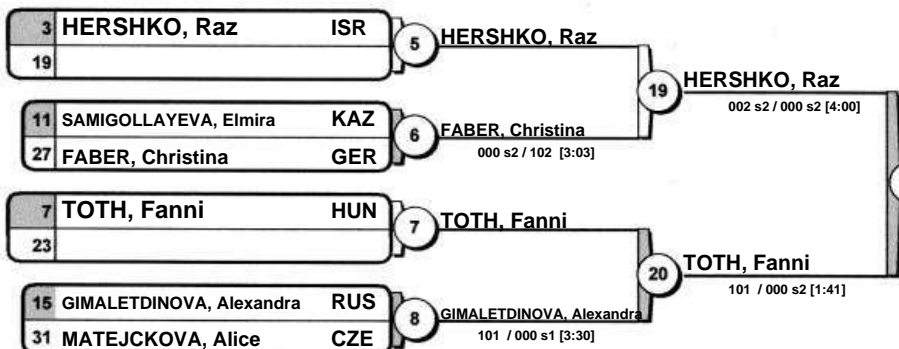 3 HERSHKO, Raz ISR
19
5
HERSHKO, Raz
11 SAMIGOLLAYEVA, Elmira KAZ
27 FABER, Christina GER
6
FABER, Christina
000 s2 / 102 [3:03]
19
HERSHKO, Raz
002 s2 / 000 s2 [4:00]
7 TOTH, Fanni HUN
23
7
TOTH, Fanni
15 GIMALETDINOVA, Alexandra RUS
31 MATEJCKOVA, Alice CZE
8
GIMALETDINOVA, Alexandra
101 / 000 s1 [3:30]
20
TOTH, Fanni
101 / 000 s2 [1:41]